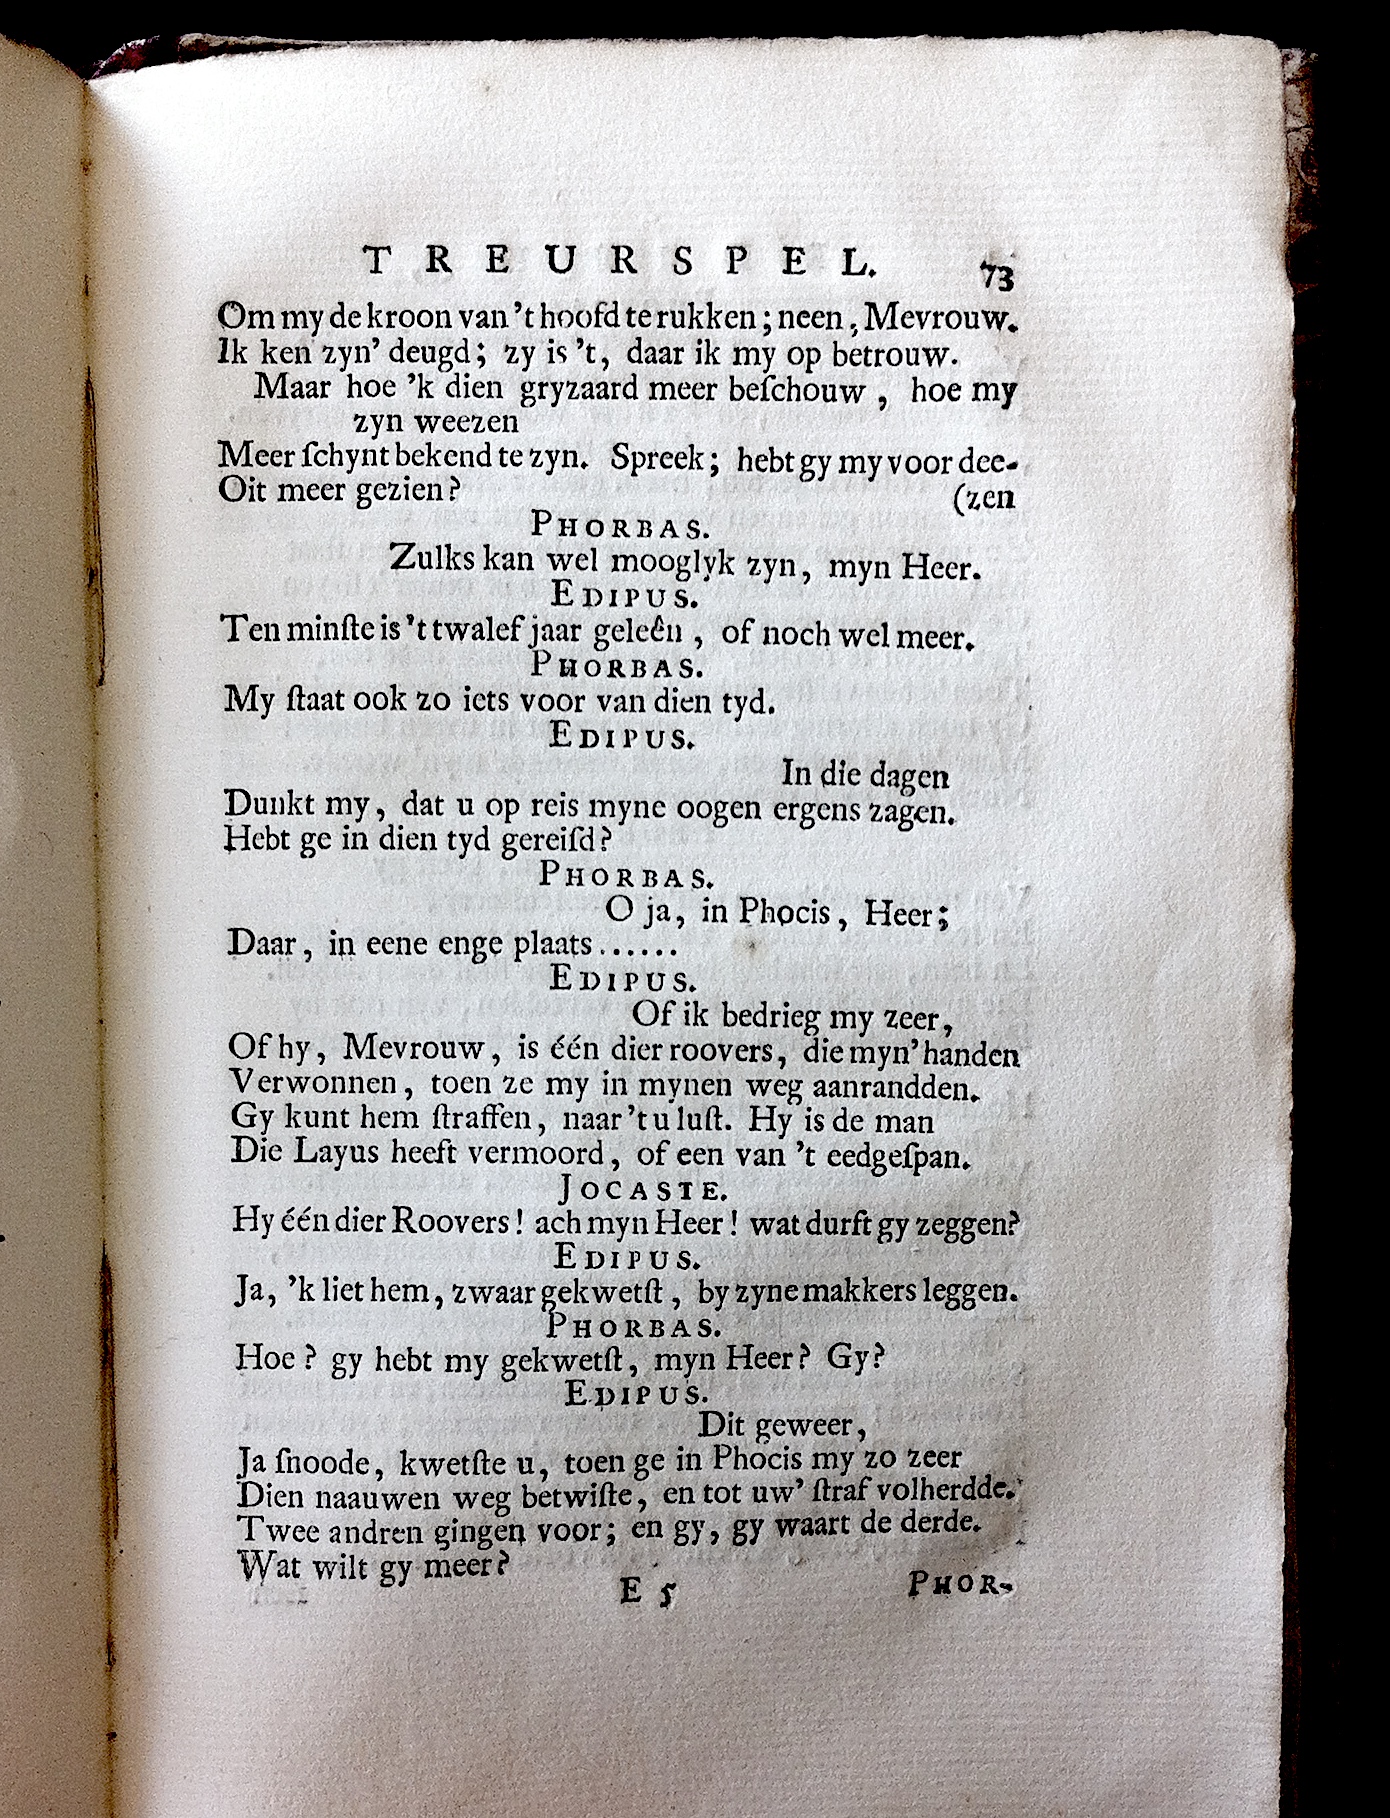 TREURSPEL. 73
Om my de kroon van 't hoofd te rukken; neen, Mevrouw.
Ik ken zyn' deugd; zy is 't, daar ik my op betrouw.
Maar hoe 'k dien gryzaard meer beſchouw, hoe my
zyn weezen
Meer ſchynt bekend te zyn. Spreek; hebt gy my voor dee-
Oit meer gezien? (zen
PHORBAS.
Zulks kan wel mooglyk zyn, myn Heer.
EDIPUS.
Ten minſte is 't twalef jaar geleên, of noch wel meer.
PHORBAS.
My ſtaat ook zo iets voor van dien tyd.
EDIPUS.
In die dagen
Dunkt my, dat u op reis myne oogen ergens zagen.
Hebt ge in dien tyd gereiſd?
PHORBAS.
O ja, in Phocis, Heer;
Daar, in eene enge plaats......
EDIPUS.
Of ik bedrieg my zeer,
Of hy, Mevrouw, is één dier roovers, die myn' handen
Verwonnen, toen ze my in mynen weg aanrandden.
Gy kunt hem ſtraffen, naar 't u luſt. Hy is de man
Die Layus heeft vermoord, of een van 't eedgeſpan.
JOCASTE.
Hy één dier Roovers! ach myn Heer! wat durft gy zeggen?
EDIPUS.
Ja, 'k liet hem, zwaar gekwetſt, by zyne makkers leggen.
PHORBAS.
Hoe? gy hebt my gekwetſt, myn Heer? Gy?
EDIPUS.
Dit geweer,
Ja ſnoode, kwetſte u, toen ge in Phocis my zo zeer
Dien naauwen weg betwiſte, en tot uw' ſtraf volherdde.
Twee andren gingen voor; en gy, gy waart de derde.
Wat wilt gy meer?
E 5 PHOR-